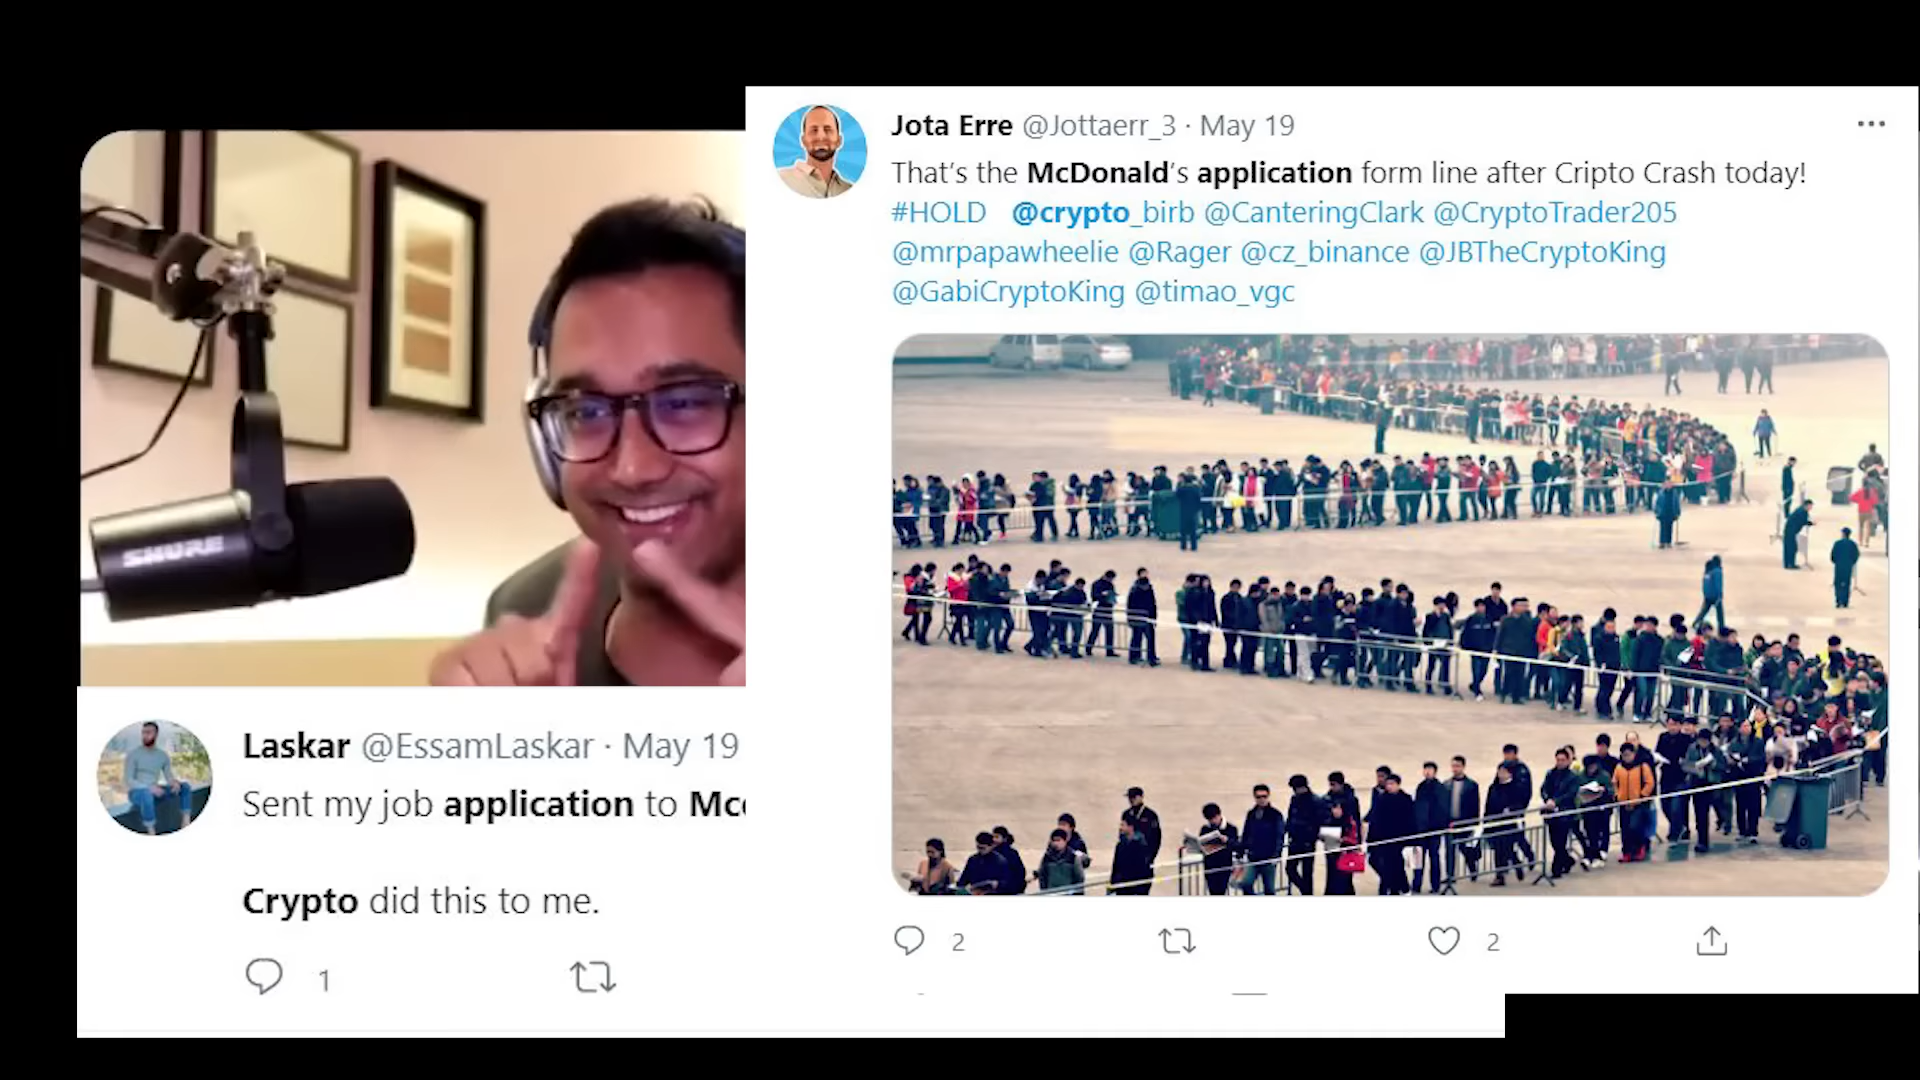 Jota Erre @Jottaerr_3 · May 19
That's the McDonald's application form line after Cripto Crash today!
#HOLD @crypto_birb @CanteringClark @CryptoTrader205
@mrpapawheelie @Rager @cz_binance @JBTheCryptoKing
@GabiCryptoKing @timao_vgc
2 2
SHURE
Laskar @EssamLaskar · May 19
Sent my job application to
Crypto did this to me.
1